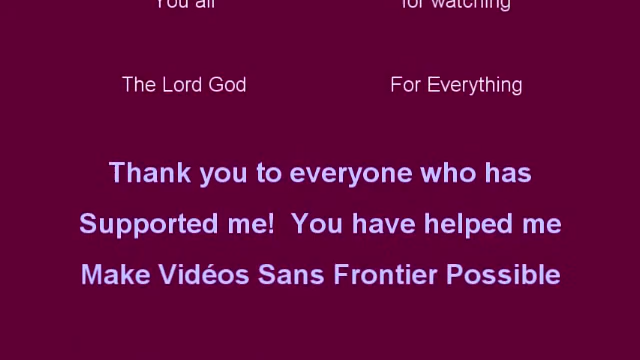 You all for watching
The Lord God For Everything
Thank you to everyone who has
Supported me!  You have helped me
Make Vidéos Sans Frontier Possible